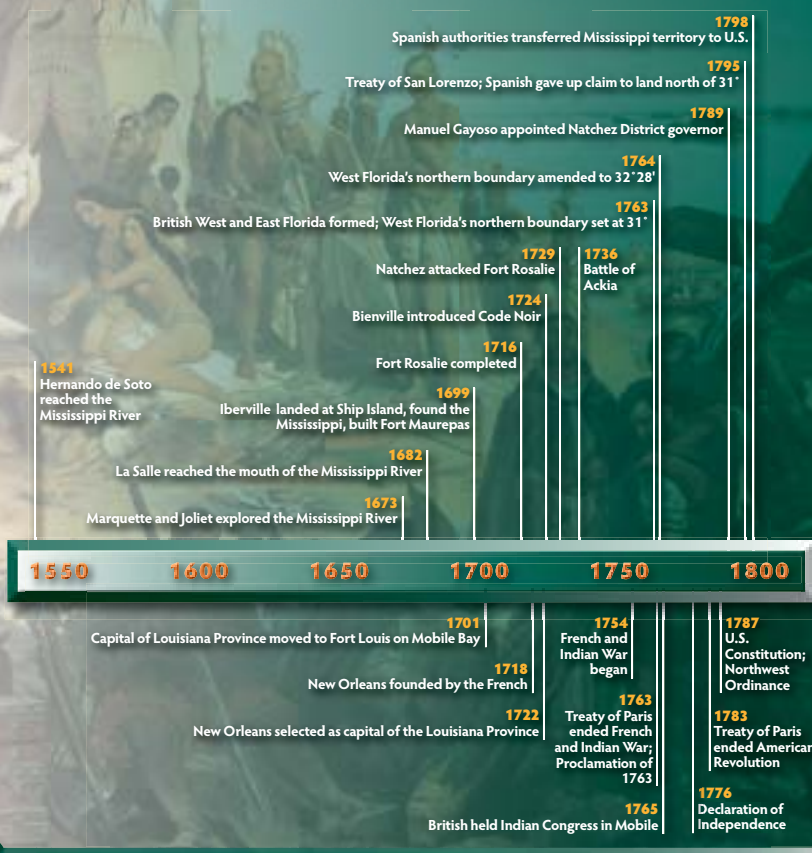 1798
Spanish authorities transferred Mississippi territory to U.S.
1795
Treaty of San Lorenzo; Spanish gave up claim to land north of 31°
1789
Manuel Gayoso appointed Natchez District governor
1764
West Florida's northern boundary amended to 32°28'
1763
British West and East Florida formed; West Florida's northern boundary set at 31°
1729
Natchez attacked Fort Rosalie
1736
Battle of
Ackia
1724
Bienville introduced Code Noir
1716
Fort Rosalie completed
1541
Hernando de Soto
reached the
Mississippi River
1699
Iberville landed at Ship Island, found the
Mississippi, built Fort Maurepas
1682
La Salle reached the mouth of the Mississippi River
1673
Marquette and Joliet explored the Mississippi River
1550 1600 1650 1700 1750 1800
1701
Capital of Louisiana Province moved to Fort Louis on Mobile Bay
1718
New Orleans founded by the French
1722
New Orleans selected as capital of the Louisiana Province
1754
French and
Indian War
began
1763
Treaty of Paris
ended French
and Indian War;
Proclamation of
1763
1765
British held Indian Congress in Mobile
1787
U.S.
Constitution;
Northwest
Ordinance
1783
Treaty of Paris
ended American
Revolution
1776
Declaration of
Independence